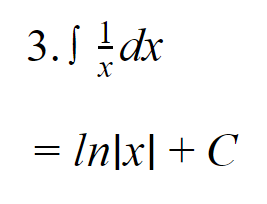 3. ∫ 1/x dx
= ln|x| + C